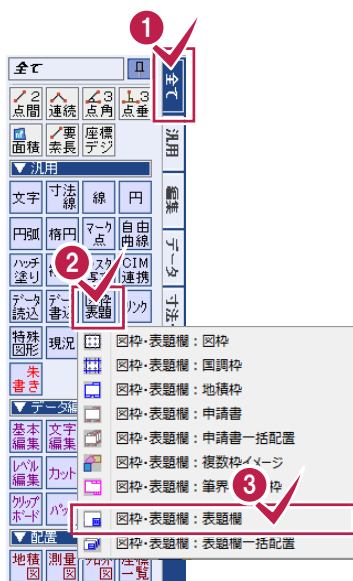 1
全て
全て
2点間 連続 3点角 3点垂
面積 要素長 座標デジ
汎用
▼ 汎用
文字 寸法線 線 円
編集
円弧 楕円 マーク点 自由曲線
データ
2
ハッチ塗り CIM連携
データ読込 図枠表題 リンク
寸法・
特殊図形 現況
図枠・表題欄：図枠
図枠・表題欄：国調枠
朱書き
図枠・表題欄：地積枠
▼ データ編
図枠・表題欄：申請書
基本編集 文字編集
図枠・表題欄：申請書一括配置
レベル編集 カット
図枠・表題欄：複数枠イメージ
3
図枠・表題欄：筆界 枠
クリップボード
図枠・表題欄：表題欄
▼ 配置
図枠・表題欄：表題欄一括配置
地積図 測量図 座標一覧